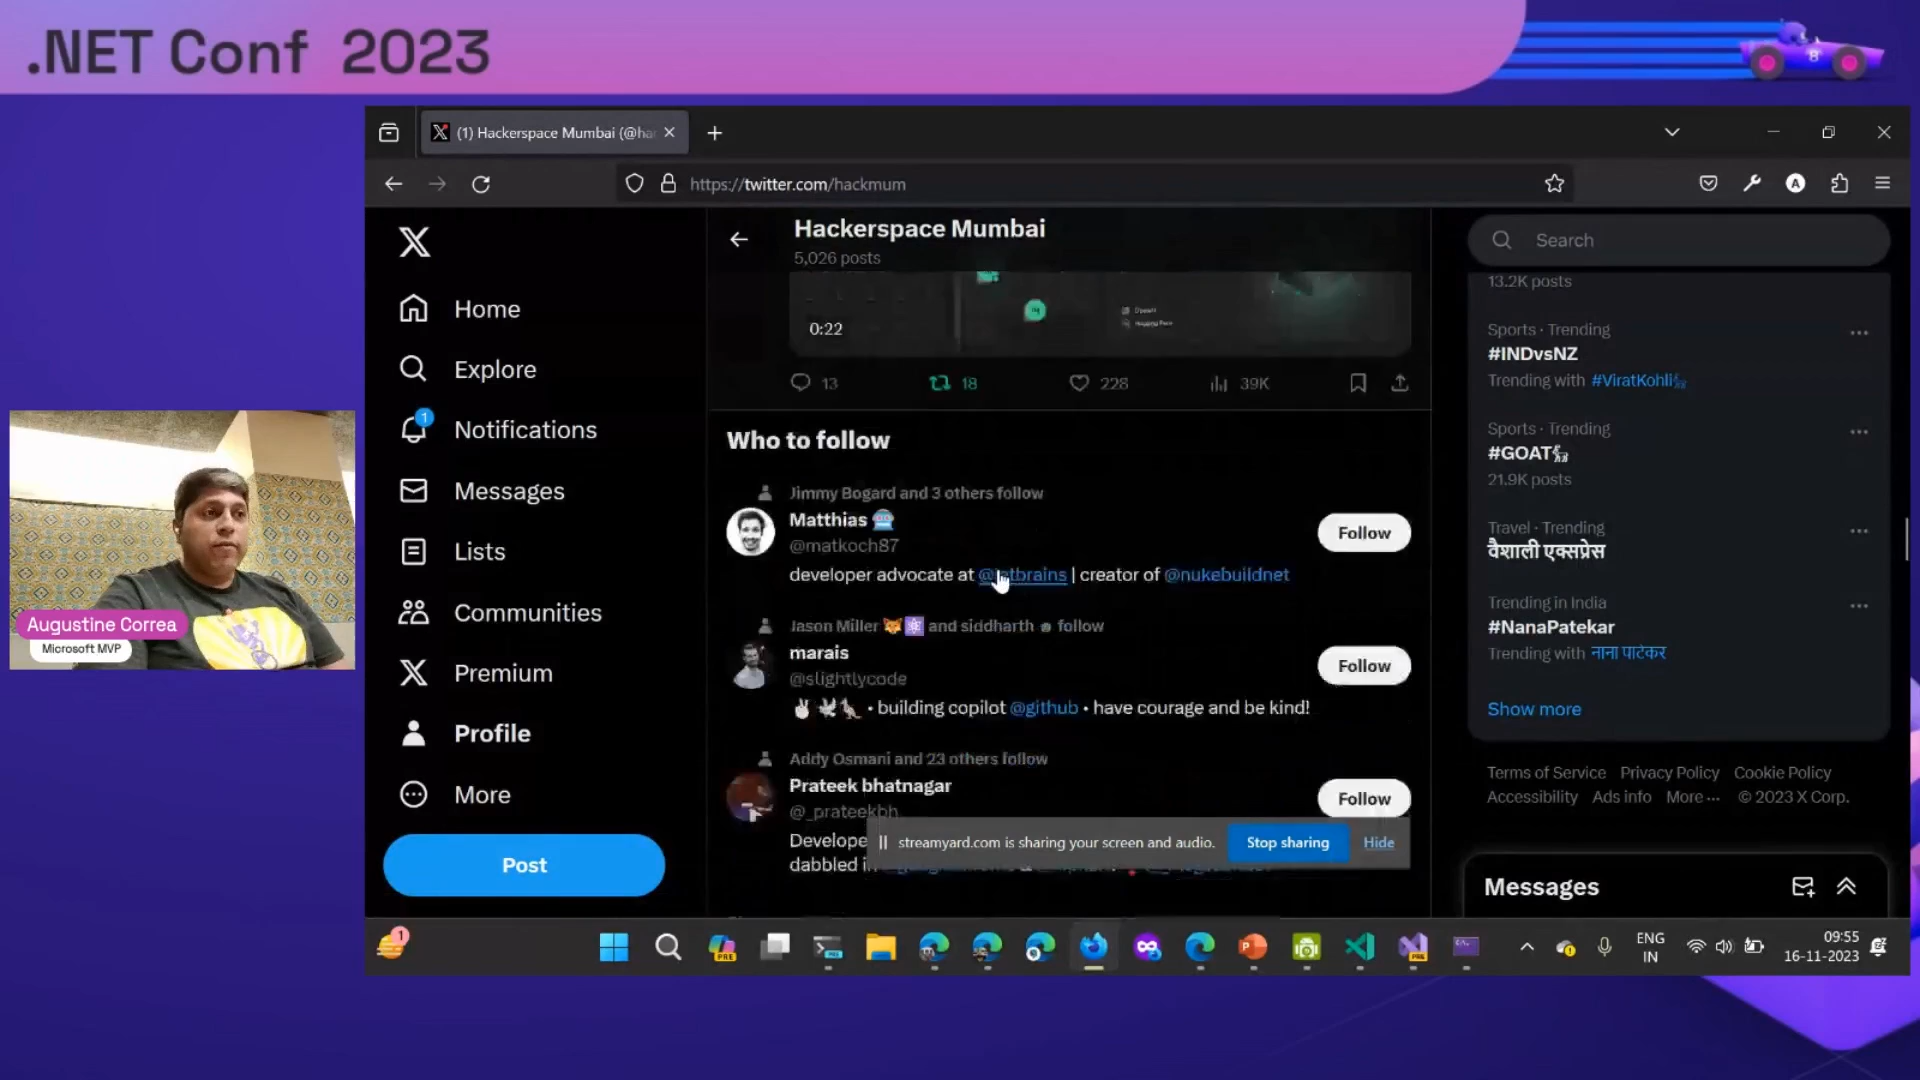 .NET Conf 2023
8
(1) Hackerspace Mumbai (@ha
https://twitter.com/hackmum
A
Home
Explore
1
Notifications
Messages
Lists
Communities
Premium
Profile
More
Post
Hackerspace Mumbai
5,026 posts
0:22
13
18
228
39K
Who to follow
Jimmy Bogard and 3 others follow
Matthias
@matkoch87
Follow
developer advocate at @jetbrains | creator of @nukebuildnet
Jason Miller and siddharth follow
marais
@slightlycode
Follow
• building copilot @github • have courage and be kind!
Addy Osmani and 23 others follow
Prateek bhatnagar
@_prateekbh
Follow
Develope
dabbled in
streamyard.com is sharing your screen and audio.
Stop sharing
Hide
Search
13.2K posts
Sports · Trending
#INDvsNZ
Trending with #ViratKohli
Sports · Trending
#GOAT
21.9K posts
Travel · Trending
वैशाली एक्सप्रेस
Trending in India
#NanaPatekar
Trending with नाना पाटेकर
Show more
Terms of Service Privacy Policy Cookie Policy
Accessibility Ads info More ··· © 2023 X Corp.
Messages
Augustine Correa
Microsoft MVP
1
PRE
ENG
IN
09:55
16-11-2023